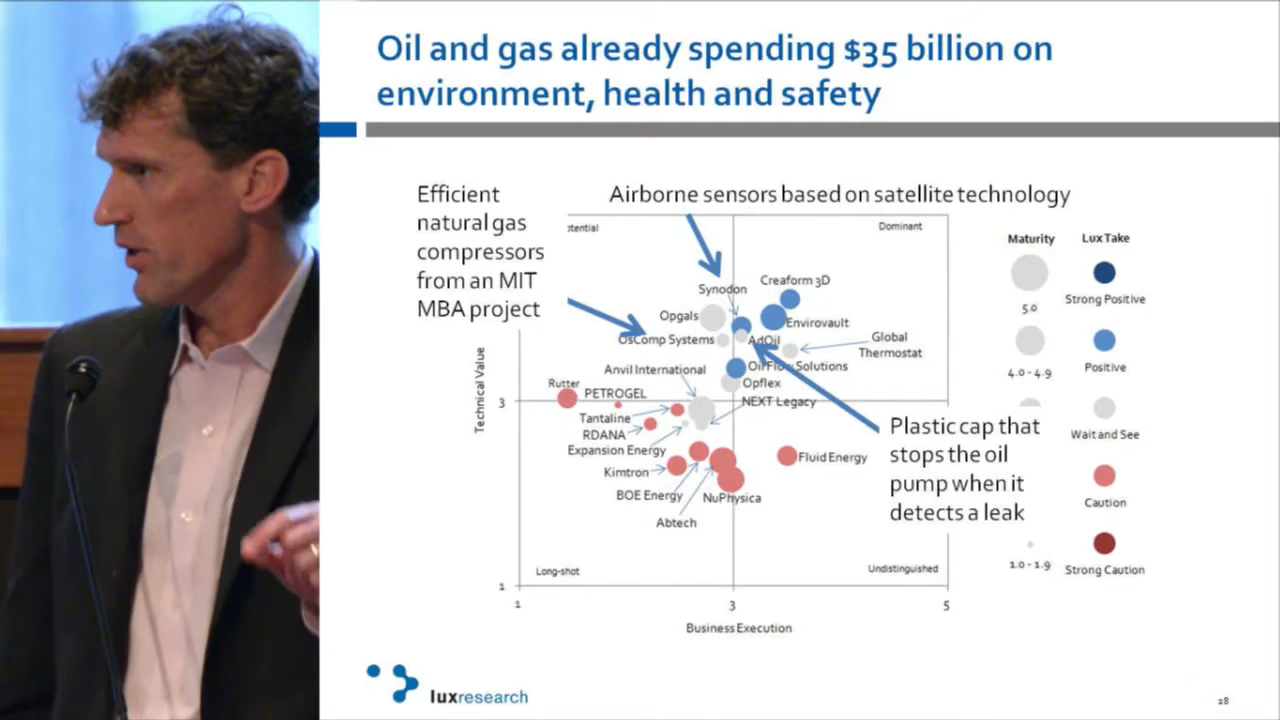 Oil and gas already spending $35 billion on
environment, health and safety
Efficient
natural gas
compressors
from an MIT
MBA project
Airborne sensors based on satellite technology
otential
Dominant
Synodon
Creaform 3D
Opgals
Envirovault
OsComp Systems
AdOil
Global
Thermostat
OilFlow Solutions
Anvil International
Opflex
Rutter
PETROGEL
NEXT Legacy
Tantaline
RDANA
Expansion Energy
Kimtron
Fluid Energy
BOE Energy
NuPhysica
Abtech
Long-shot
Undistinguished
Technical Value
3
1
1
3
5
Business Execution
Plastic cap that
stops the oil
pump when it
detects a leak
Maturity
Lux Take
5.0
Strong Positive
4.0 - 4.9
Positive
Wait and See
Caution
1.0 - 1.9
Strong Caution
luxresearch
28